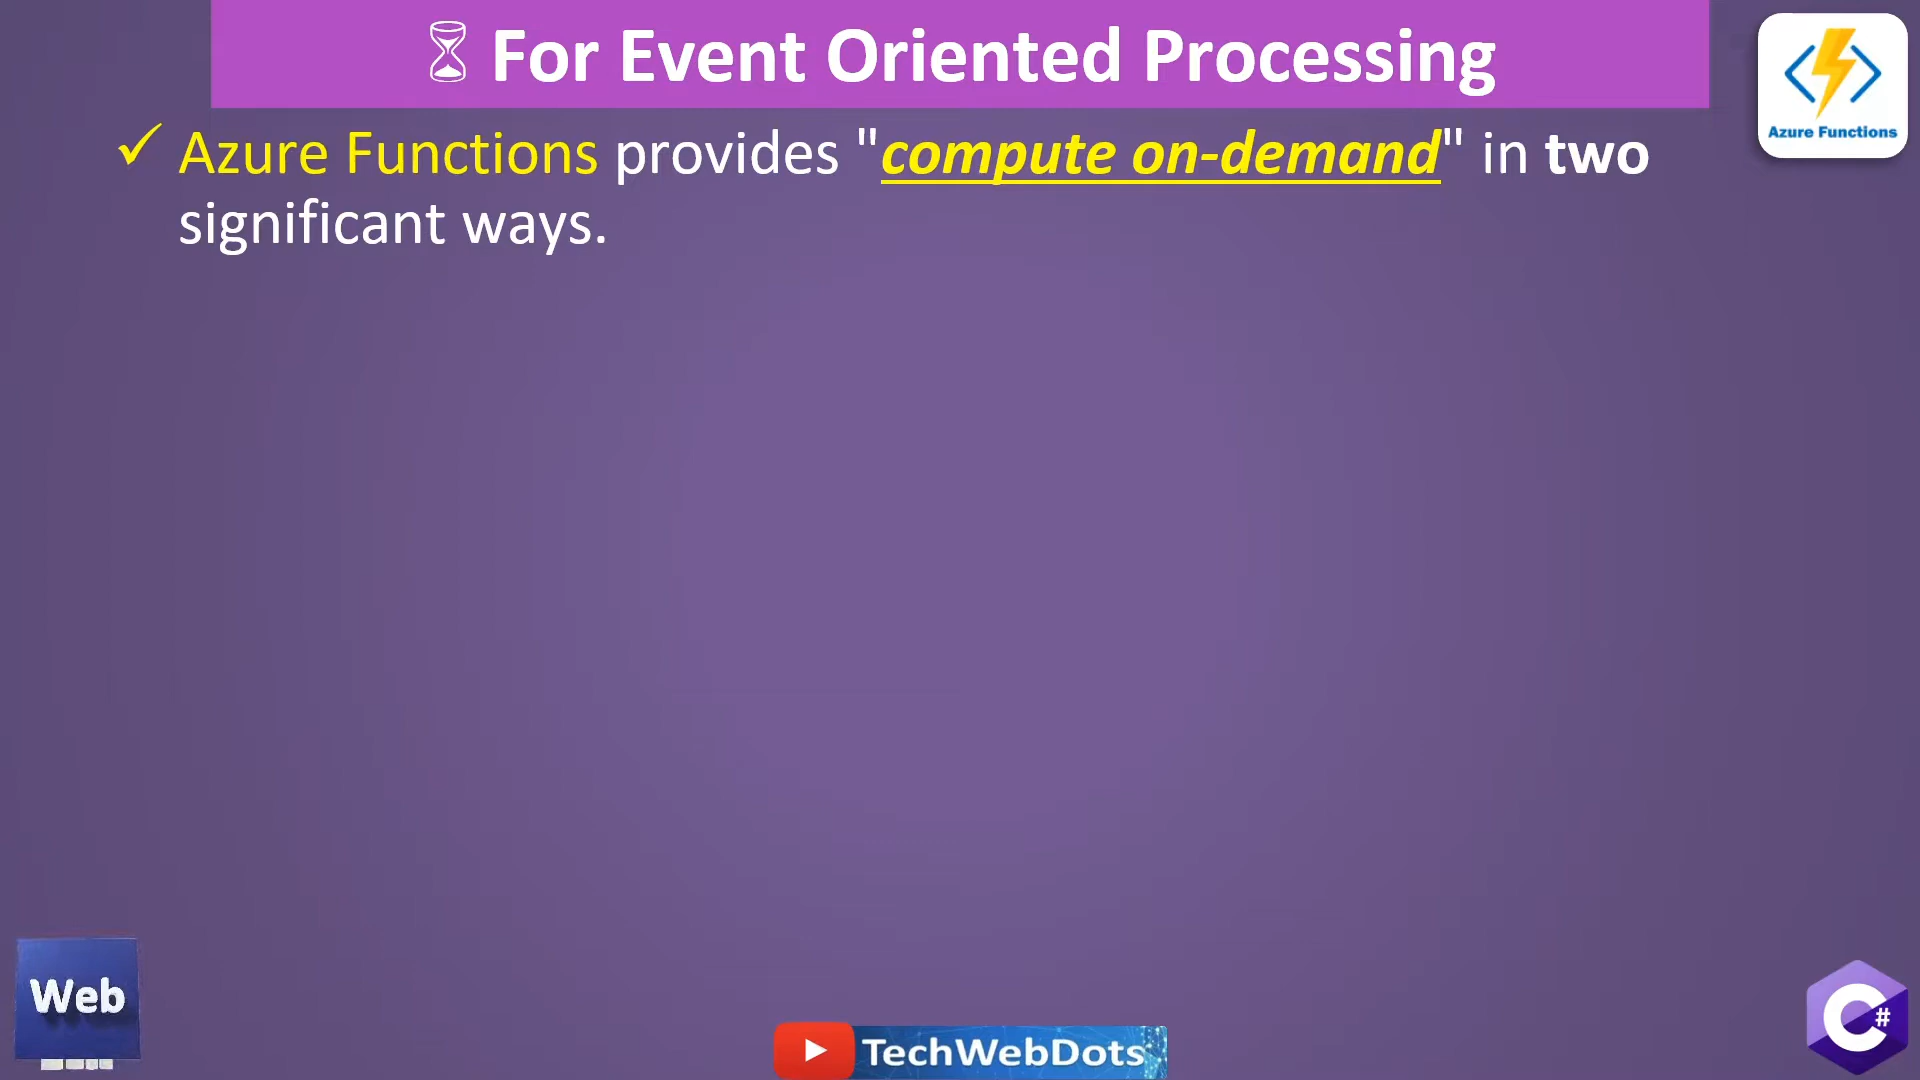 For Event Oriented Processing
Azure Functions
✓ Azure Functions provides "compute on-demand" in two
significant ways.
Web
TechWebDots
C#